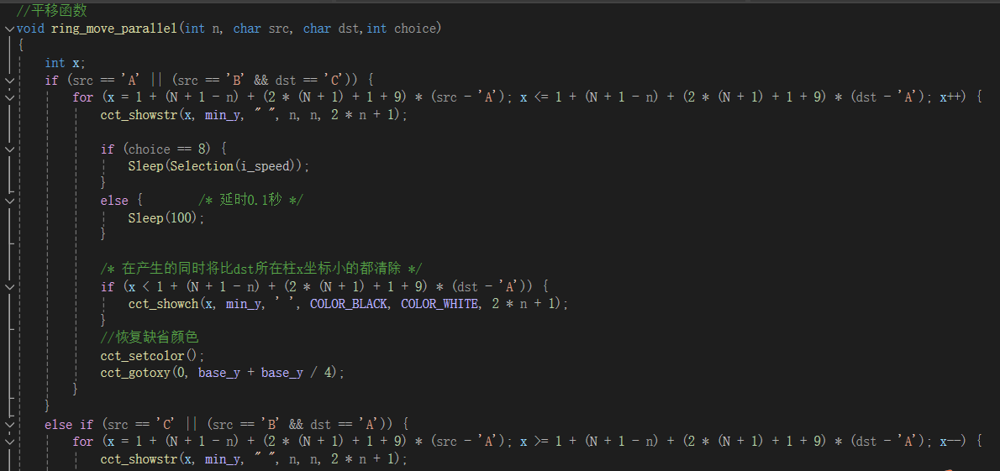 //平移函数
void ring_move_parallel(int n, char src, char dst,int choice)
{
int x;
if (src == 'A' || (src == 'B' && dst == 'C')) {
for (x = 1 + (N + 1 - n) + (2 * (N + 1) + 1 + 9) * (src - 'A'); x <= 1 + (N + 1 - n) + (2 * (N + 1) + 1 + 9) * (dst - 'A'); x++) {
cct_showstr(x, min_y, " ", n, n, 2 * n + 1);
if (choice == 8) {
Sleep(Selection(i_speed));
}
else { /* 延时0.1秒 */
Sleep(100);
}
/* 在产生的同时将比dst所在柱x坐标小的都清除 */
if (x < 1 + (N + 1 - n) + (2 * (N + 1) + 1 + 9) * (dst - 'A')) {
cct_showch(x, min_y, ' ', COLOR_BLACK, COLOR_WHITE, 2 * n + 1);
}
//恢复缺省颜色
cct_setcolor();
cct_gotoxy(0, base_y + base_y / 4);
}
}
else if (src == 'C' || (src == 'B' && dst == 'A')) {
for (x = 1 + (N + 1 - n) + (2 * (N + 1) + 1 + 9) * (src - 'A'); x >= 1 + (N + 1 - n) + (2 * (N + 1) + 1 + 9) * (dst - 'A'); x--) {
cct_showstr(x, min_y, " ", n, n, 2 * n + 1);